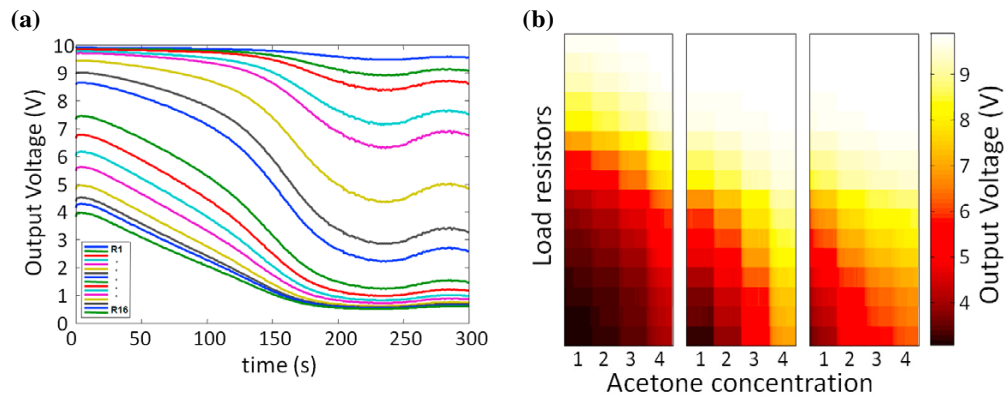 (a)
Output Voltage (V)
10
9
8
7
6
5
4
3
2
1
0
R1
R16
0 50 100 150 200 250 300
time (s)
(b)
Load resistors
1 2 3 4 1 2 3 4 1 2 3 4
Acetone concentration
9
8
7
6
5
4
Output Voltage (V)